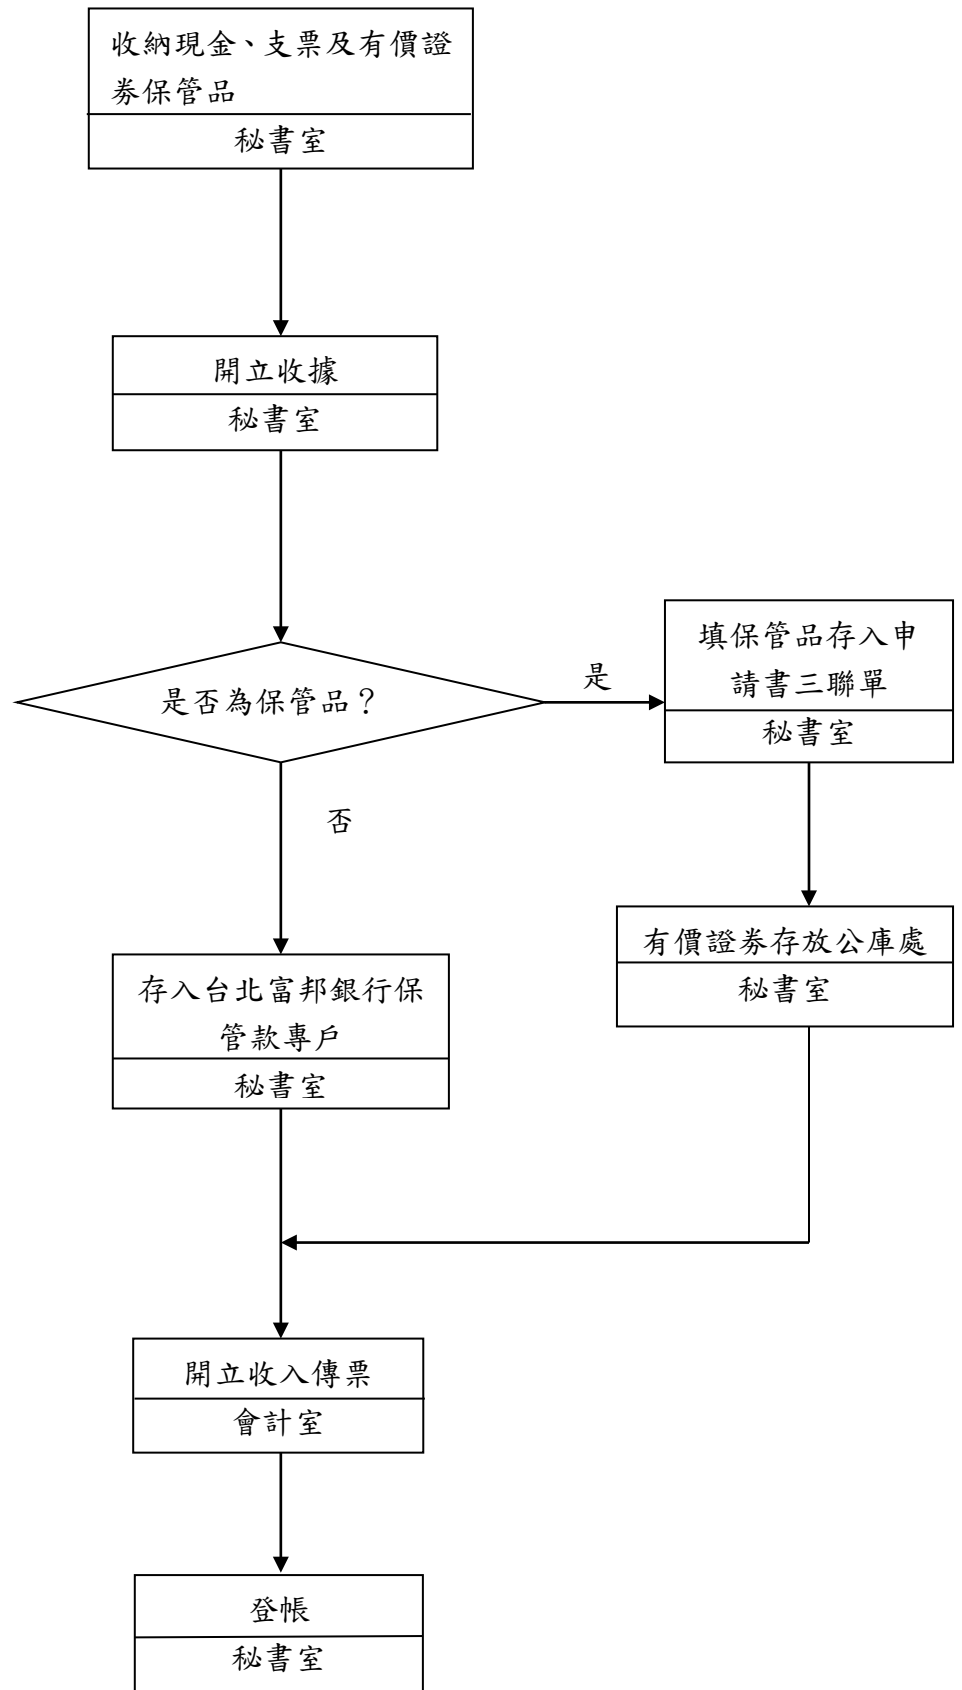 收納現金、支票及有價證
券保管品
秘書室
開立收據
秘書室
是否為保管品？
是
填保管品存入申
請書三聯單
秘書室
否
有價證券存放公庫處
秘書室
存入台北富邦銀行保
管款專戶
秘書室
開立收入傳票
會計室
登帳
秘書室